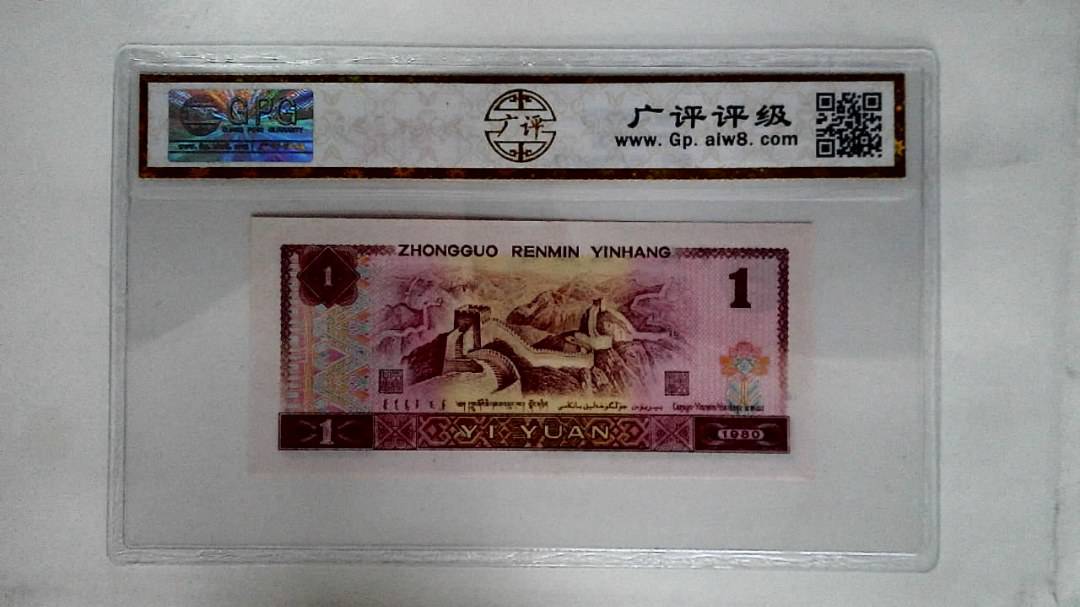 GPG
广评
广评评级
www. Gp. alw8. com
ZHONGGUO RENMIN YINHANG
1
1
1
YI YUAN
1980